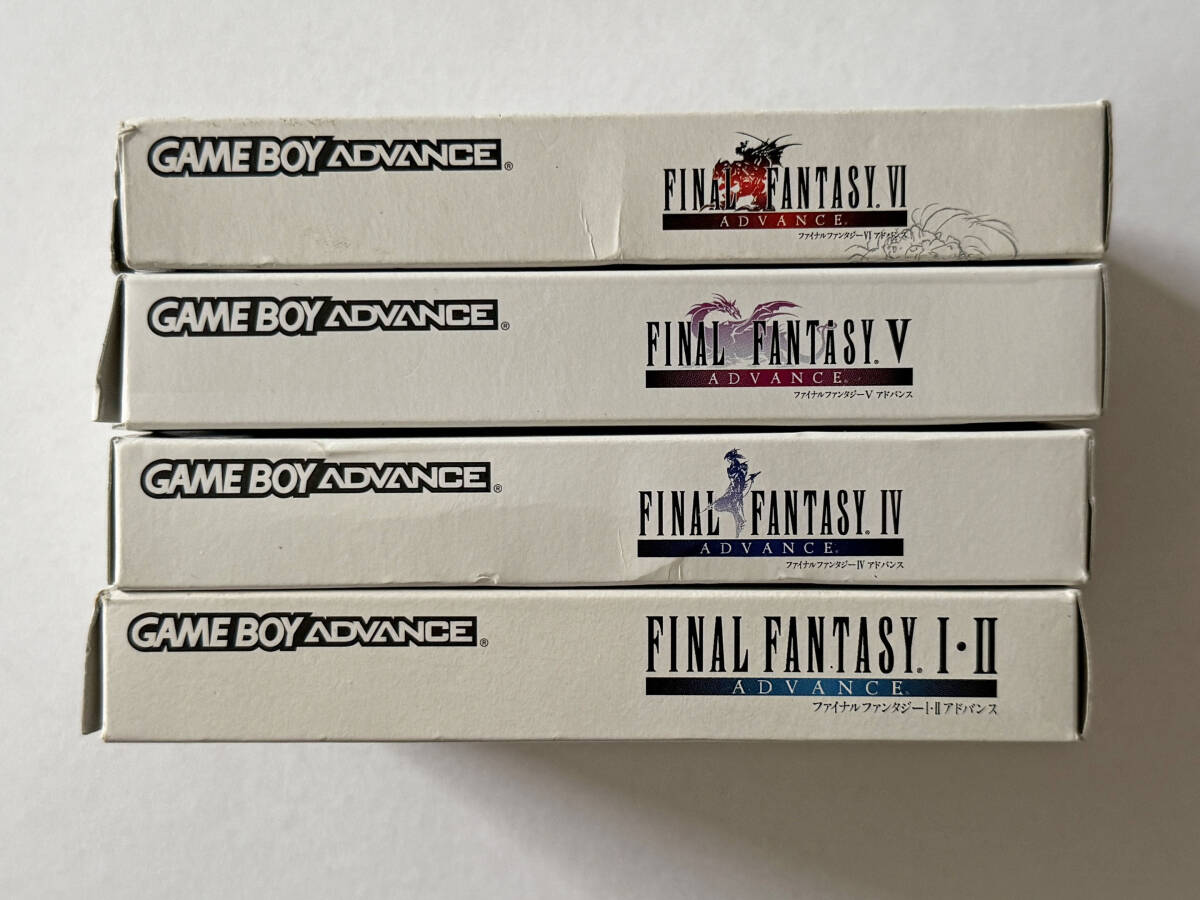 GAME BOY ADVANCE®
FINAL FANTASY® VI
ADVANCE®
ファイナルファンタジーVI アドバンス
GAME BOY ADVANCE®
FINAL FANTASY® V
ADVANCE®
ファイナルファンタジーV アドバンス
GAME BOY ADVANCE®
FINAL FANTASY® IV
ADVANCE®
ファイナルファンタジーIV アドバンス
GAME BOY ADVANCE®
FINAL FANTASY® I・II
ADVANCE®
ファイナルファンタジーI・II アドバンス